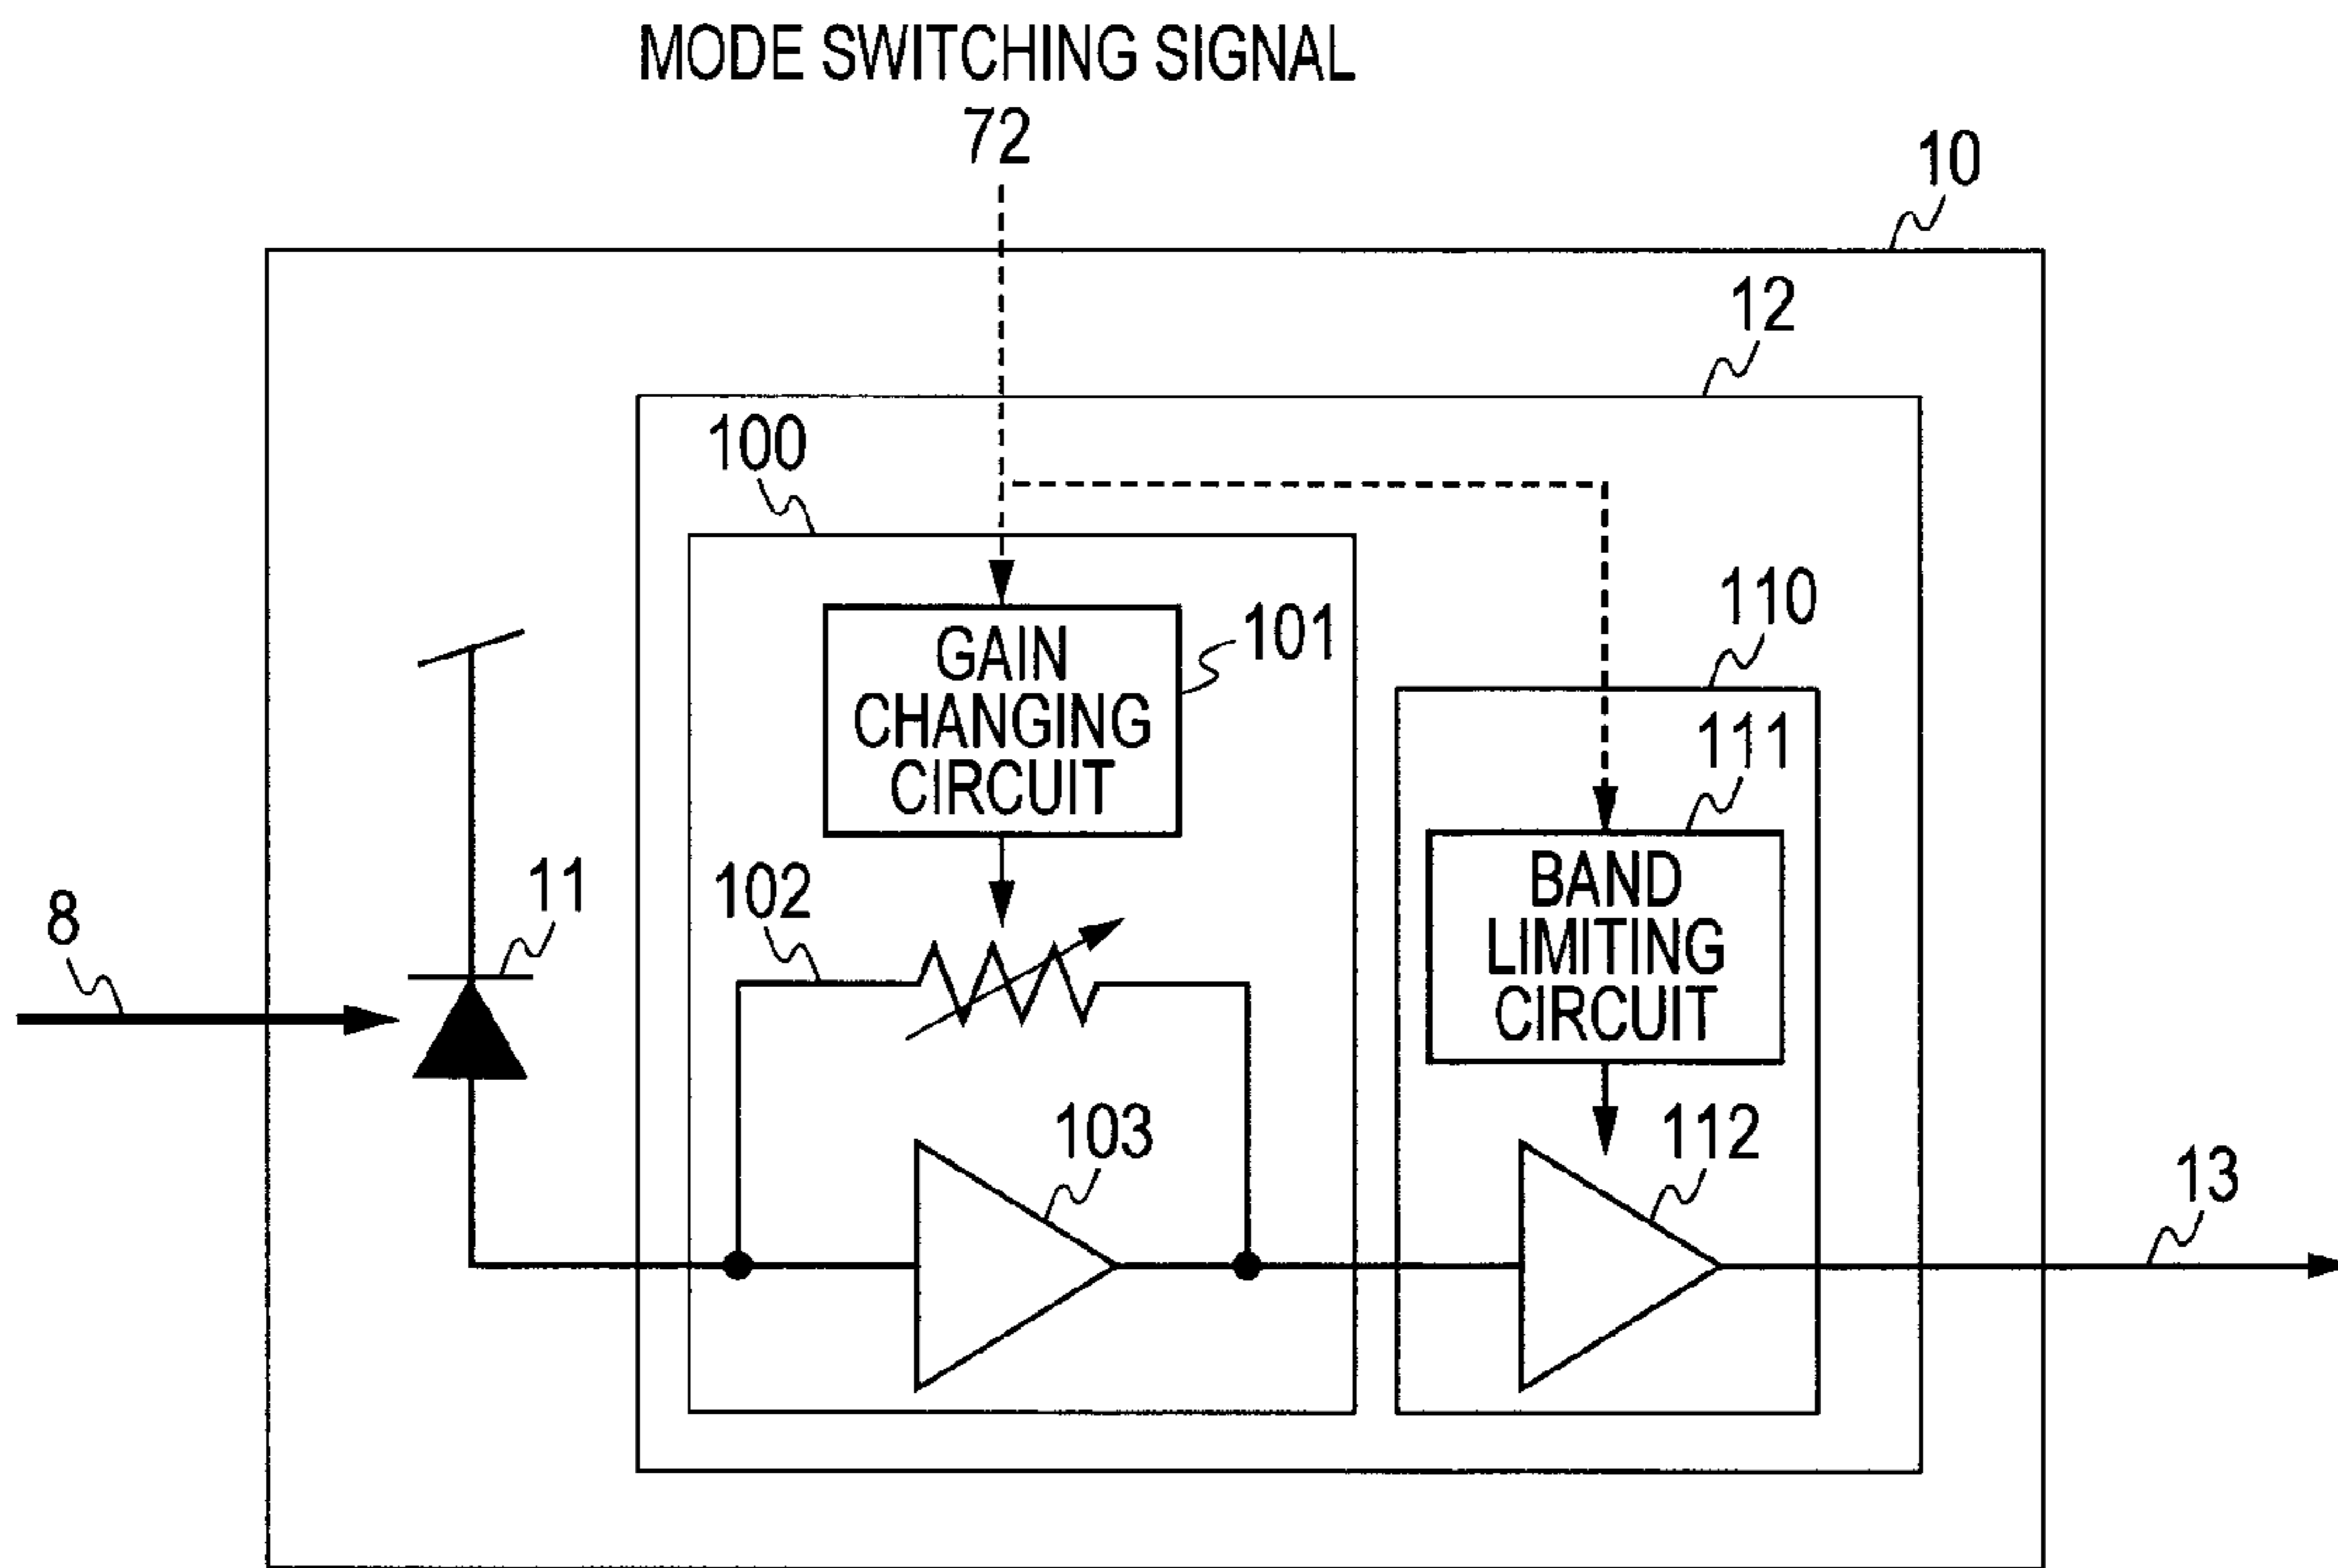 MODE SWITCHING SIGNAL
72
10
12
100
110
101
GAIN
CHANGING
CIRCUIT
111
102
11
8
BAND
LIMITING
CIRCUIT
103
112
13